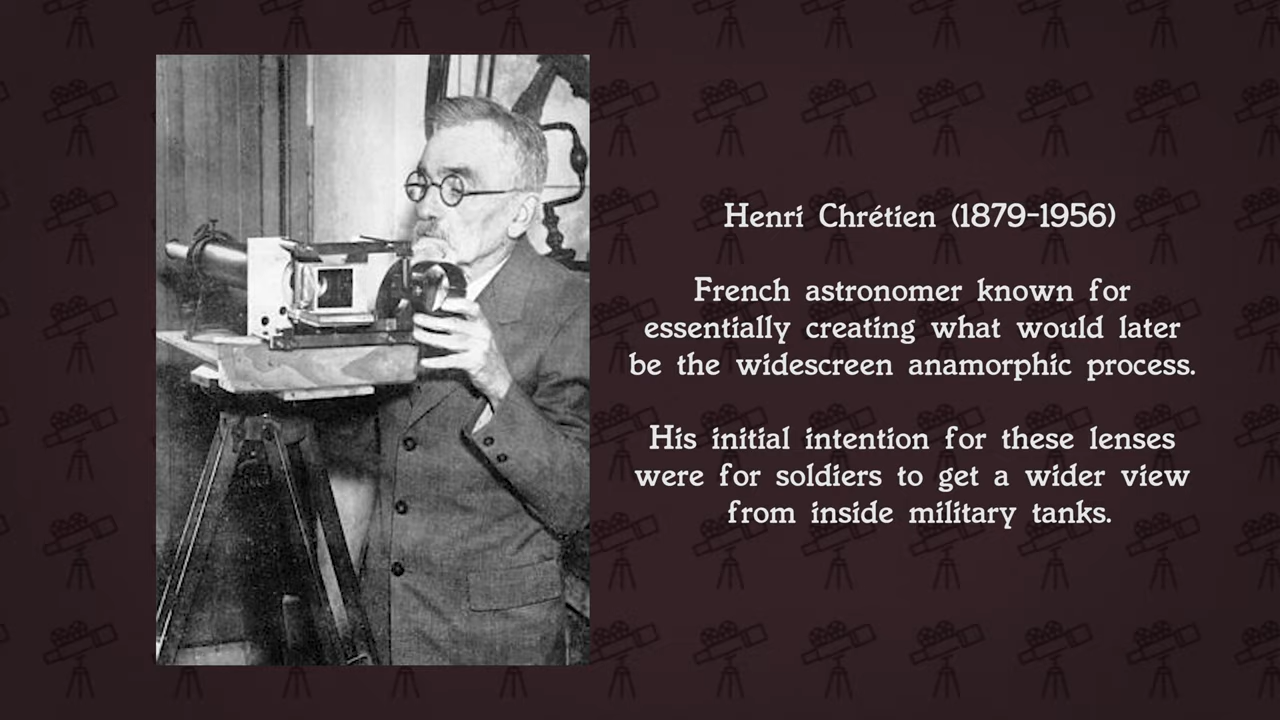 Henri Chrétien (1879-1956)
French astronomer known for
essentially creating what would later
be the widescreen anamorphic process.
His initial intention for these lenses
were for soldiers to get a wider view
from inside military tanks.